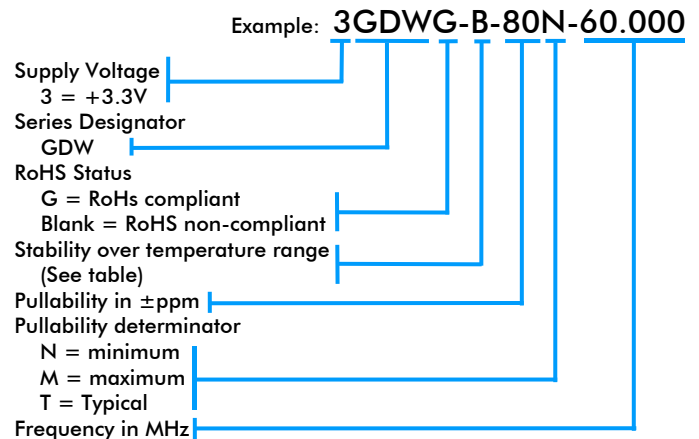 Example: 3GDWG-B-80N-60.000
Supply Voltage
3 = +3.3V
Series Designator
GDW
RoHS Status
G = RoHs compliant
Blank = RoHS non-compliant
Stability over temperature range
(See table)
Pullability in ±ppm
Pullability determinator
N = minimum
M = maximum
T = Typical
Frequency in MHz